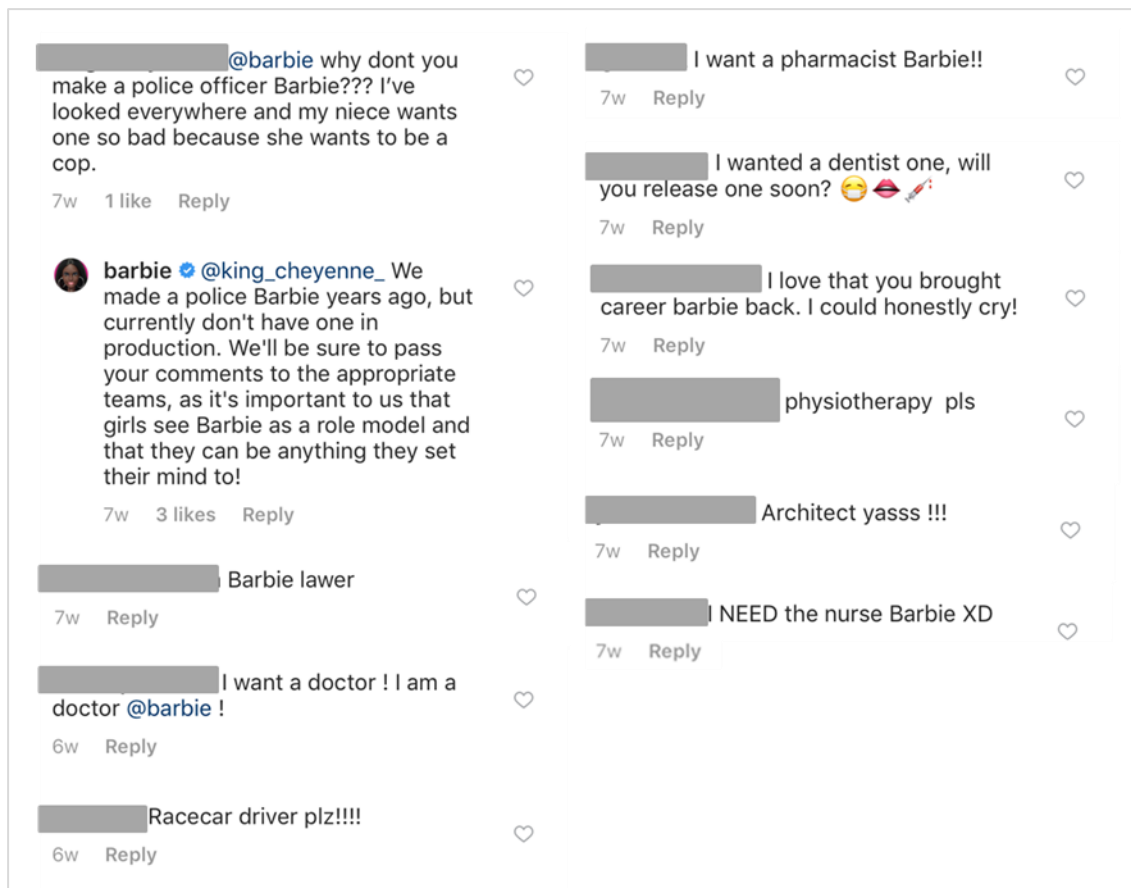 @barbie why dont you
make a police officer Barbie??? I've
looked everywhere and my niece wants
one so bad because she wants to be a
cop.
7w 1 like Reply
barbie @king_cheyenne_ We
made a police Barbie years ago, but
currently don't have one in
production. We'll be sure to pass
your comments to the appropriate
teams, as it's important to us that
girls see Barbie as a role model and
that they can be anything they set
their mind to!
7w 3 likes Reply
Barbie lawer
7w Reply
I want a doctor ! I am a
doctor @barbie !
6w Reply
Racecar driver plz!!!!
6w Reply
I want a pharmacist Barbie!!
7w Reply
I wanted a dentist one, will
you release one soon? 😷👄💉
7w Reply
I love that you brought
career barbie back. I could honestly cry!
7w Reply
physiotherapy pls
7w Reply
Architect yasss !!!
7w Reply
I NEED the nurse Barbie XD
7w Reply